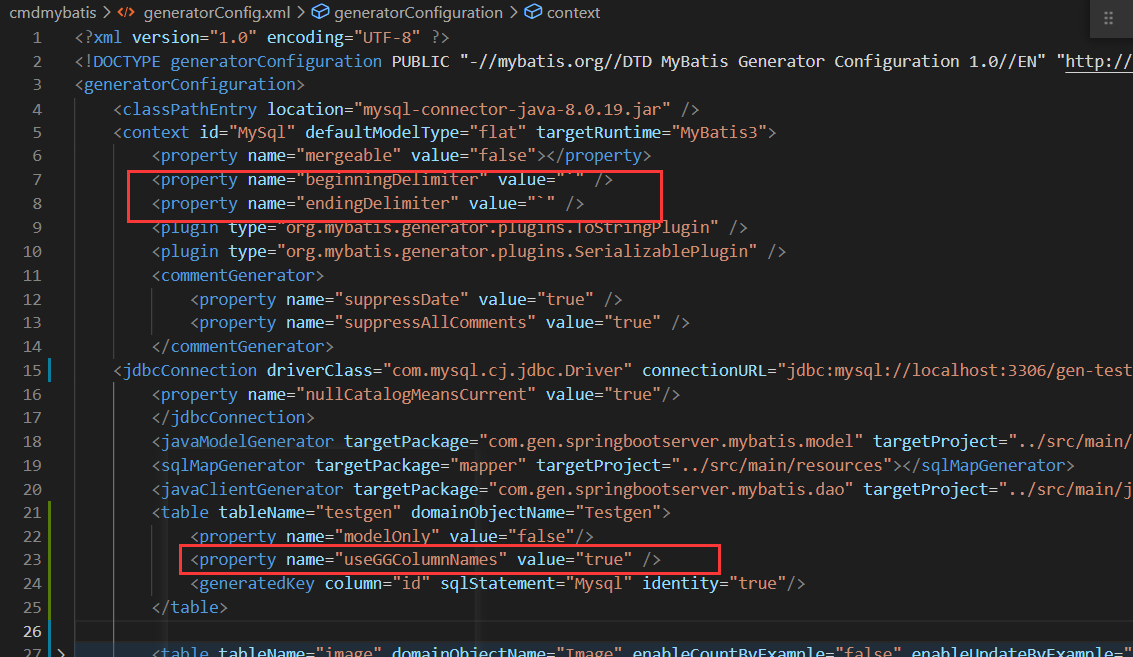 cmdmybatis > generatorConfig.xml > generatorConfiguration > context
1 <?xml version="1.0" encoding="UTF-8" ?>
2 <!DOCTYPE generatorConfiguration PUBLIC "-//mybatis.org//DTD MyBatis Generator Configuration 1.0//EN" "http://
3 <generatorConfiguration>
4 <classPathEntry location="mysql-connector-java-8.0.19.jar" />
5 <context id="MySql" defaultModelType="flat" targetRuntime="MyBatis3">
6 <property name="mergeable" value="false"></property>
7 <property name="beginningDelimiter" value="`" />
8 <property name="endingDelimiter" value="`" />
9 <plugin type="org.mybatis.generator.plugins.ToStringPlugin" />
10 <plugin type="org.mybatis.generator.plugins.SerializablePlugin" />
11 <commentGenerator>
12 <property name="suppressDate" value="true" />
13 <property name="suppressAllComments" value="true" />
14 </commentGenerator>
15 <jdbcConnection driverClass="com.mysql.cj.jdbc.Driver" connectionURL="jdbc:mysql://localhost:3306/gen-test
16 <property name="nullCatalogMeansCurrent" value="true"/>
17 </jdbcConnection>
18 <javaModelGenerator targetPackage="com.gen.springbootserver.mybatis.model" targetProject="../src/main/
19 <sqlMapGenerator targetPackage="mapper" targetProject="../src/main/resources"></sqlMapGenerator>
20 <javaClientGenerator targetPackage="com.gen.springbootserver.mybatis.dao" targetProject="../src/main/j
21 <table tableName="testgen" domainObjectName="Testgen">
22 <property name="modelOnly" value="false"/>
23 <property name="useGGColumnNames" value="true" />
24 <generatedKey column="id" sqlStatement="Mysql" identity="true"/>
25 </table>
26
27 <table tableName="image" domainObjectName="Image" enableCountByExample="false" enableUpdateByExample="